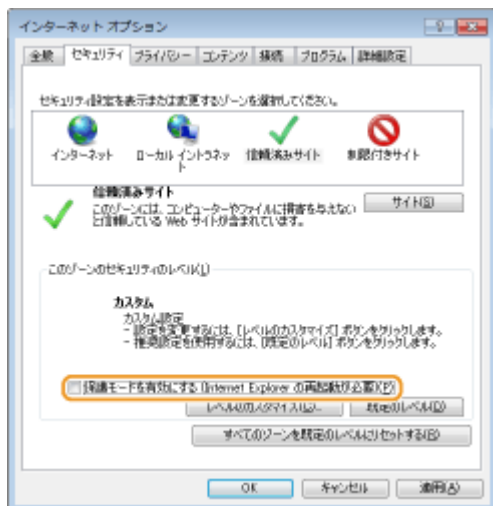 インターネット オプション
全般 セキュリティ プライバシー コンテンツ 接続 プログラム 詳細設定
セキュリティ設定を表示または変更するゾーンを選択してください。
インターネット ローカル イントラネット 信頼済みサイト 制限付きサイト
信頼済みサイト
このゾーンには、コンピューターやファイルに損害を与えない
と信頼している Web サイトが含まれています。
サイト(S)
このゾーンのセキュリティのレベル(L)
カスタム
カスタム設定
- 設定を変更するには、[レベルのカスタマイズ] ボタンをクリックします。
- 推奨設定を使用するには、[既定のレベル] ボタンをクリックします。
保護モードを有効にする (Internet Explorer の再起動が必要)(P)
レベルのカスタマイズ(C)... 既定のレベル(D)
すべてのゾーンを既定のレベルにリセットする(R)
OK キャンセル 適用(A)